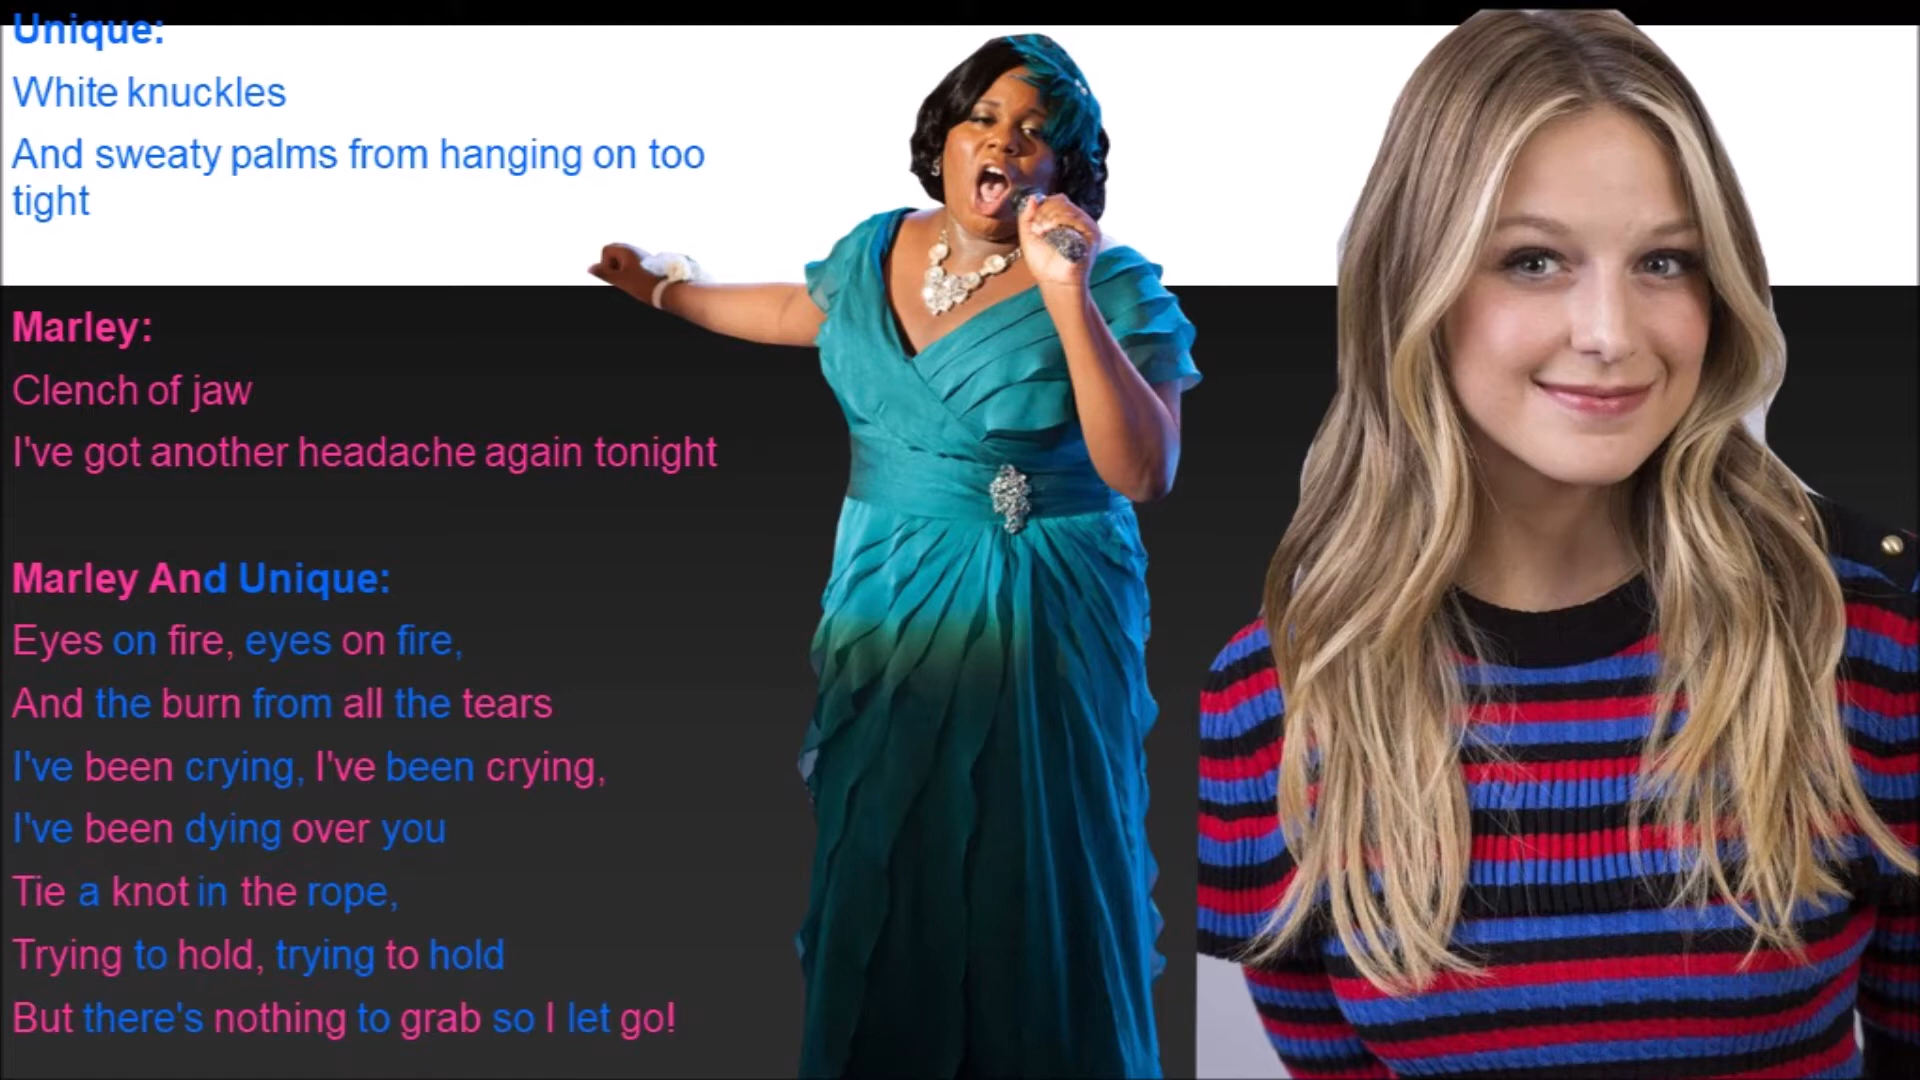 Unique:
White knuckles
And sweaty palms from hanging on too
tight
Marley:
Clench of jaw
I've got another headache again tonight
Marley And Unique:
Eyes on fire, eyes on fire,
And the burn from all the tears
I've been crying, I've been crying,
I've been dying over you
Tie a knot in the rope,
Trying to hold, trying to hold
But there's nothing to grab so I let go!